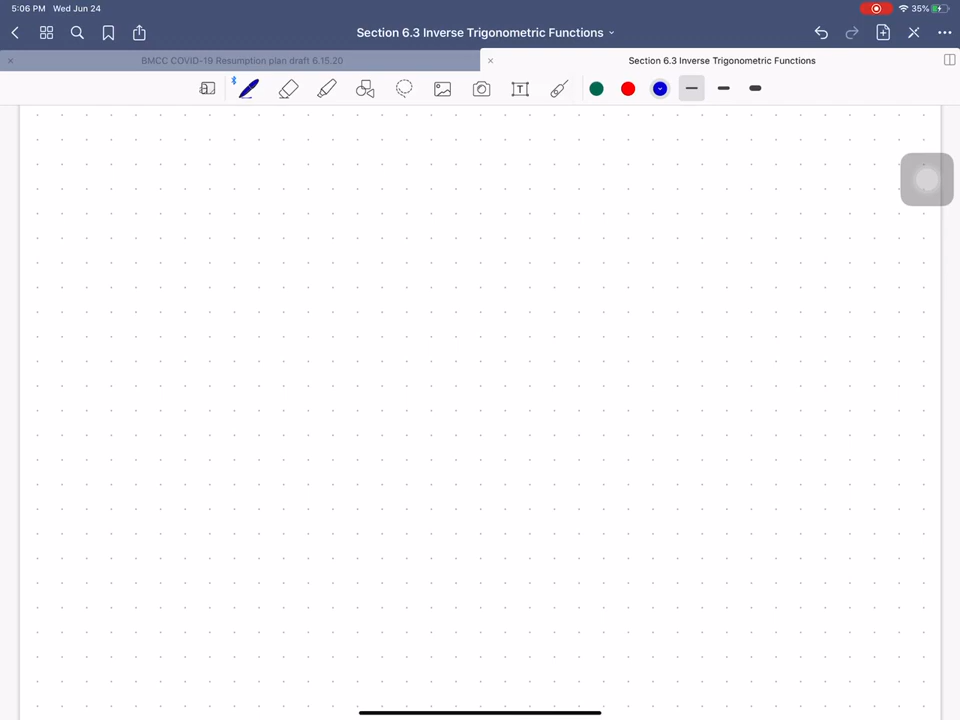 5:06 PM Wed Jun 24
35%
Section 6.3 Inverse Trigonometric Functions
BMCC COVID-19 Resumption plan draft 6.15.20
Section 6.3 Inverse Trigonometric Functions
T